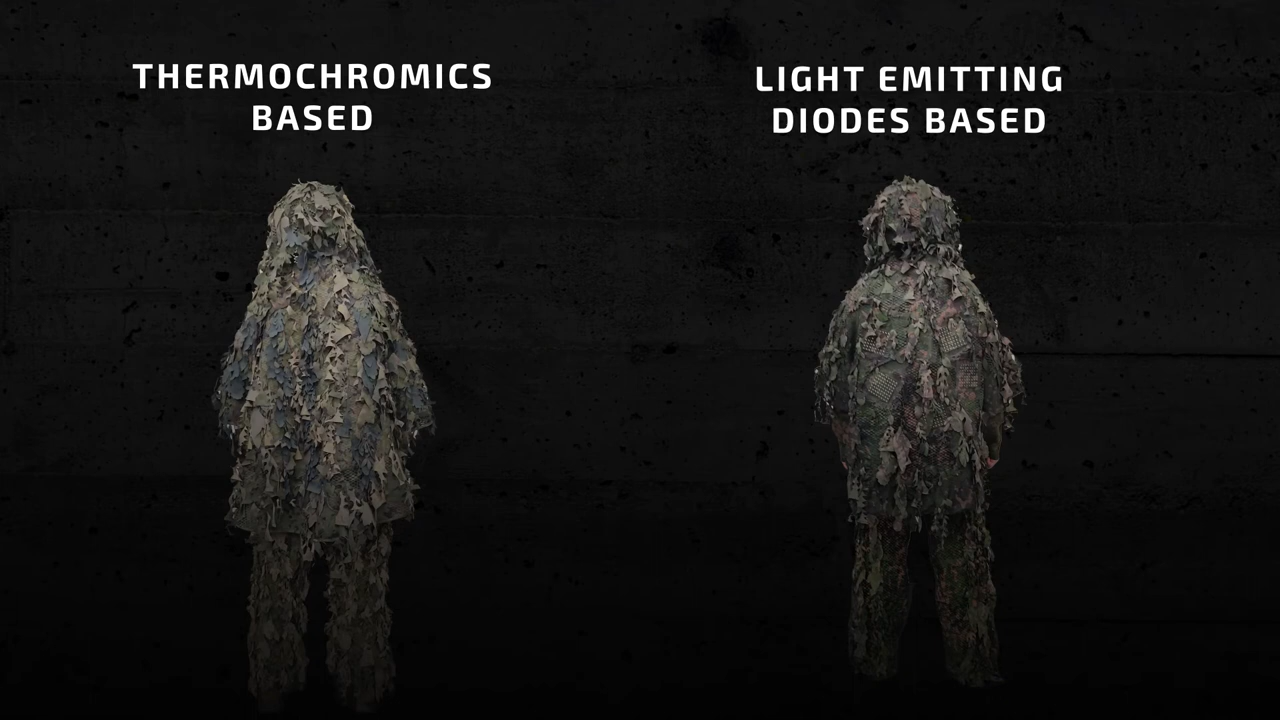 THERMOCHROMICS
BASED
LIGHT EMITTING
DIODES BASED